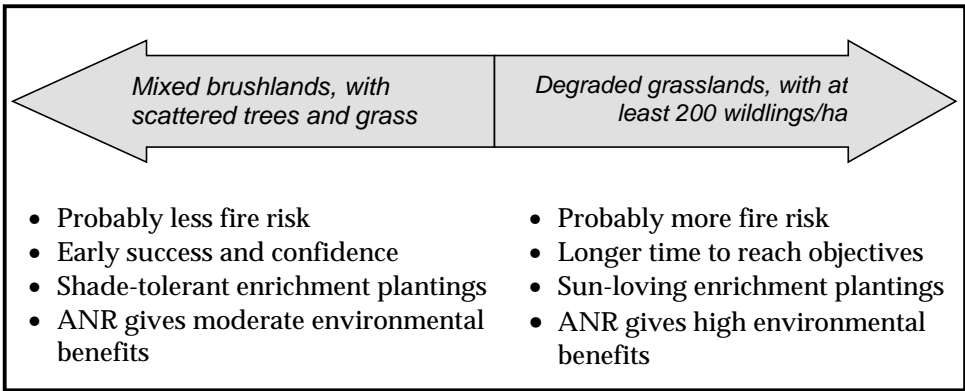 Mixed brushlands, with
scattered trees and grass
Degraded grasslands, with at
least 200 wildlings/ha
• Probably less fire risk
• Early success and confidence
• Shade-tolerant enrichment plantings
• ANR gives moderate environmental
benefits
• Probably more fire risk
• Longer time to reach objectives
• Sun-loving enrichment plantings
• ANR gives high environmental
benefits